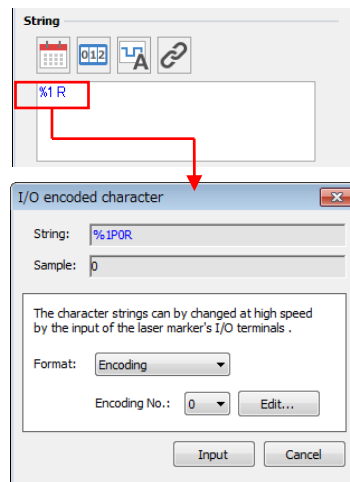 String
012
A
%1 R
I/O encoded character
String: %1P0R
Sample: 0
The character strings can by changed at high speed
by the input of the laser marker's I/O terminals .
Format: Encoding
Encoding No.: 0 Edit...
Input Cancel